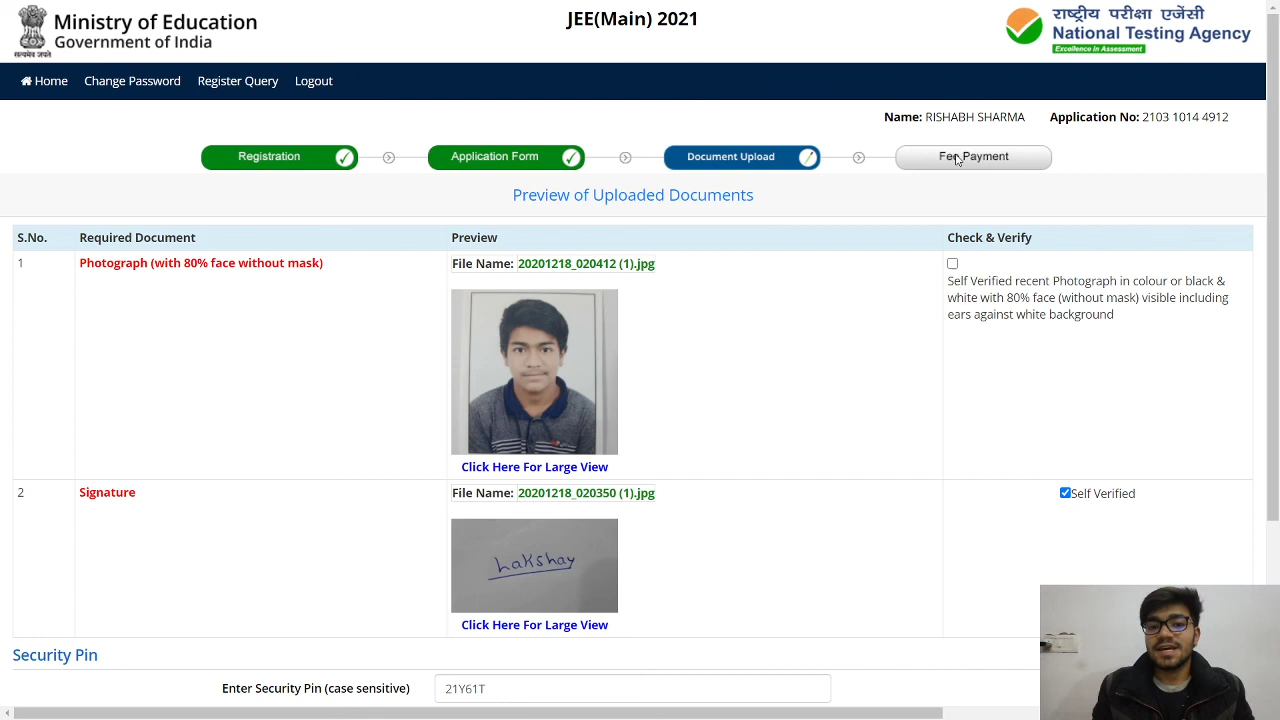 Ministry of Education
Government of India
सत्यमेव जयते
JEE(Main) 2021
राष्ट्रीय परीक्षा एजेंसी
National Testing Agency
Excellence in Assessment
Home Change Password Register Query Logout
Name: RISHABH SHARMA Application No: 2103 1014 4912
Registration Application Form Document Upload Fee Payment
Preview of Uploaded Documents
S.No. Required Document Preview Check & Verify
1 Photograph (with 80% face without mask) File Name: 20201218_020412 (1).jpg
Self Verified recent Photograph in colour or black &
white with 80% face (without mask) visible including
ears against white background
Click Here For Large View
2 Signature File Name: 20201218_020350 (1).jpg Self Verified
hakshay
Click Here For Large View
Security Pin
Enter Security Pin (case sensitive) 21Y61T